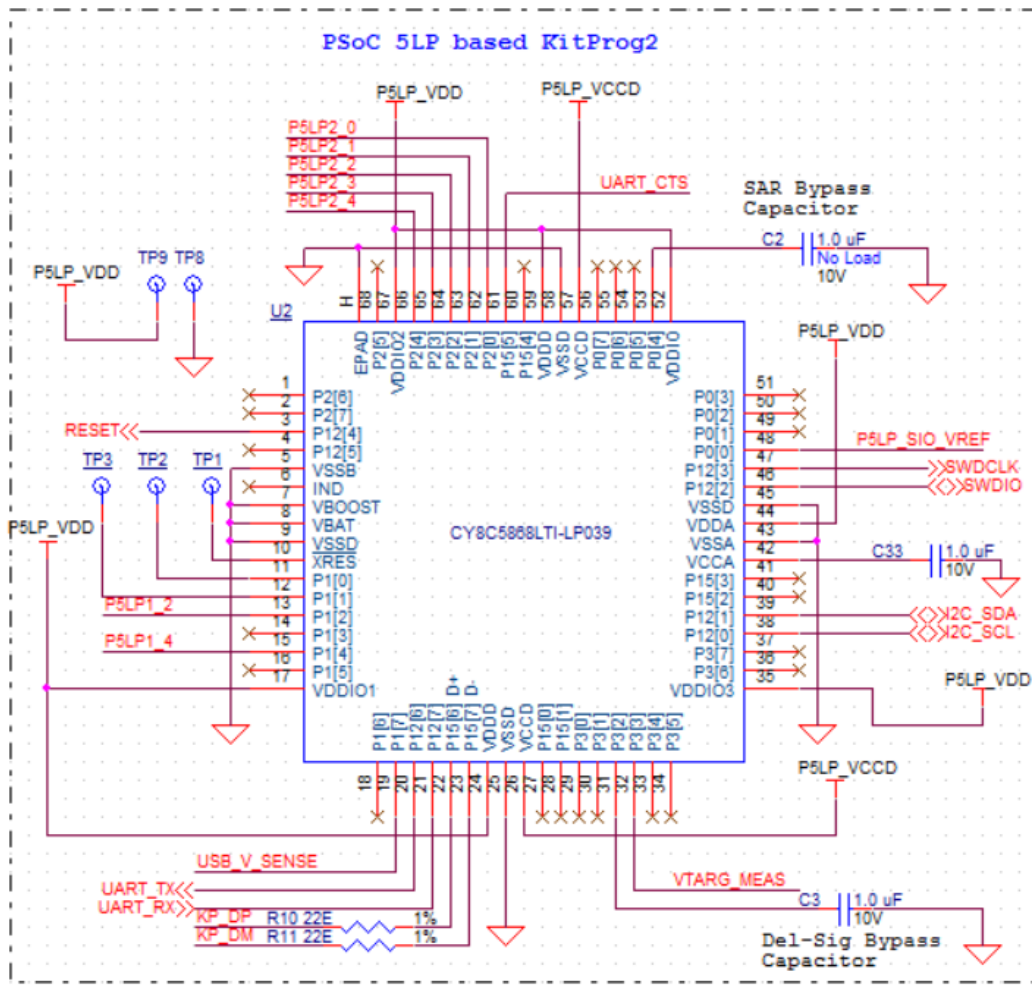 PSoC 5LP based KitProg2
P5LP_VDD
P5LP_VCCD
P5LP2_0
P5LP2_1
P5LP2_2
P5LP2_3
P5LP2_4
UART_CTS
SAR Bypass
Capacitor
C2
1.0 uF
No Load
10V
TP9 TP8
P5LP_VDD
U2
H
68 67 66 65 64 63 62 61 60 59 58 57 56 55 54 53 52
EPAD
P2[5]
VDDIO2
P2[4]
P2[3]
P2[2]
P2[1]
P2[0]
P15[5]
P15[4]
VDDD
VSSD
VCCD
P0[7]
P0[6]
P0[5]
P0[4]
VDDIO
P5LP_VDD
1 P2[6]
2 P2[7]
3 P12[4]
4 P12[5]
5 VSSB
6 IND
7 VBOOST
8 VBAT
9 VSSD
10 XRES
11 P1[0]
12 P1[1]
13 P1[2]
14 P1[3]
15 P1[4]
16 P1[5]
17 VDDIO1
RESET
TP3 TP2 TP1
P5LP_VDD
P5LP1_2
P5LP1_4
CY8C5868LTI-LP039
P0[3] 51
P0[2] 50
P0[1] 49
P0[0] 48
P12[3] 47
P12[2] 46
VSSD 45
VDDA 44
VSSA 43
VCCA 42
P15[3] 41
P15[2] 40
P12[1] 39
P12[0] 38
P3[7] 37
P3[6] 36
VDDIO3 35
P5LP_SIO_VREF
SWDCLK
SWDIO
C33
1.0 uF
10V
I2C_SDA
I2C_SCL
P5LP_VDD
P5LP_VCCD
D+
D-
P1[6]
P1[7]
P12[6]
P12[7]
P15[6]
P15[7]
VDDD
VSSD
VCCD
P15[0]
P15[1]
P3[0]
P3[1]
P3[2]
P3[3]
P3[4]
P3[5]
18 19 20 21 22 23 24 25 26 27 28 29 30 31 32 33 34
USB_V_SENSE
UART_TX
UART_RX
KP_DP R10 22E 1%
KP_DM R11 22E 1%
VTARG_MEAS
C3
1.0 uF
10V
Del-Sig Bypass
Capacitor